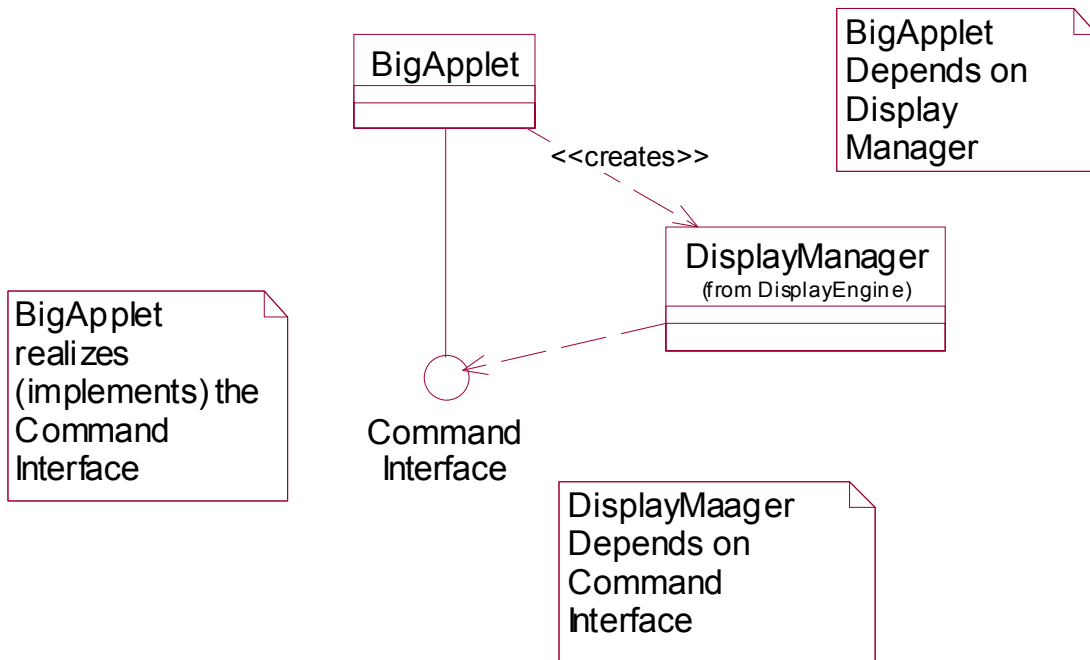 BigApplet
BigApplet
Depends on
Display
Manager
<<creates>>
DisplayManager
(from DisplayEngine)
BigApplet
realizes
(implements) the
Command
Interface
Command
Interface
DisplayMaager
Depends on
Command
Interface